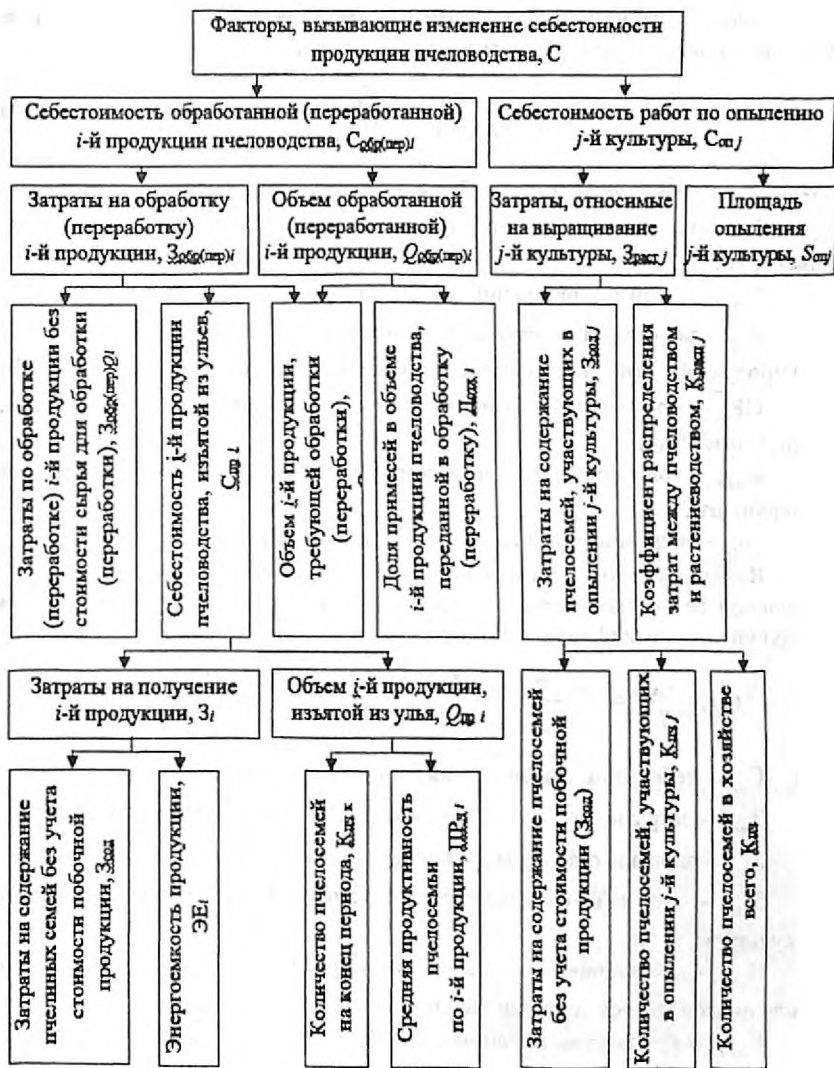 Факторы, вызывающие изменение себестоимости
продукции пчеловодства, С
Себестоимость обработанной (переработанной)
i-й продукции пчеловодства, Собр(пер)i
Себестоимость работ по опылению
j-й культуры, Соп j
Затраты на обработку
(переработку)
i-й продукции, Зобр(пер)i
Объем обработанной
(переработанной)
i-й продукции, Qобр(пер)i
Затраты, относимые
на выращивание
j-й культуры, Зраст j
Площадь
опыления
j-й культуры, Sопj
Затраты по обработке
(переработке) i-й продукции без
стоимости сырья для обработки
(переработки), Зобр(пер)Qi
Себестоимость i-й продукции
пчеловодства, изъятой из ульев,
Спр i
Объем i-й продукции,
требующей обработки
(переработки),
Доля примесей в объеме
i-й продукции пчеловодства,
переданной в обработку
(переработку),
Затраты на содержание
пчелосемей, участвующих в
опылении j-й культуры, Зсод j
Коэффициент распределения
затрат между пчеловодством
и растениеводством, Красп j
Затраты на получение
i-й продукции, Зi
Объем i-й продукции,
изъятой из улья, Qпр i
Затраты на содержание
пчелиных семей без учета
стоимости побочной
продукции, Зсод
Энергоемкость продукции,
ЭЕi
Количество пчелосемей
на конец периода, Кпч к
Средняя продуктивность
пчелосемьи
по i-й продукции, ПРд i
Затраты на содержание пчелосемей
без учета стоимости побочной
продукции (Зсод)
Количество пчелосемей, участвующих
в опылении j-й культуры, Кпч j
Количество пчелосемей в хозяйстве
всего, Кпч